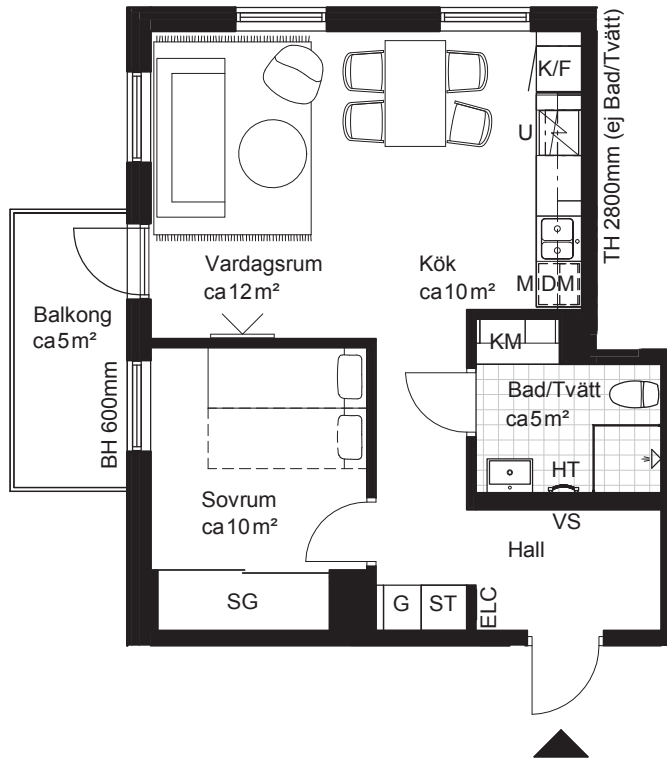 K/F
U
TH 2800mm (ej Bad/Tvätt)
Vardagsrum
ca 12 m²
Kök
ca 10 m²
M
DM
Balkong
ca 5 m²
BH 600mm
KM
Bad/Tvätt
ca 5 m²
HT
Sovrum
ca 10 m²
VS
Hall
SG
G
ST
ELC